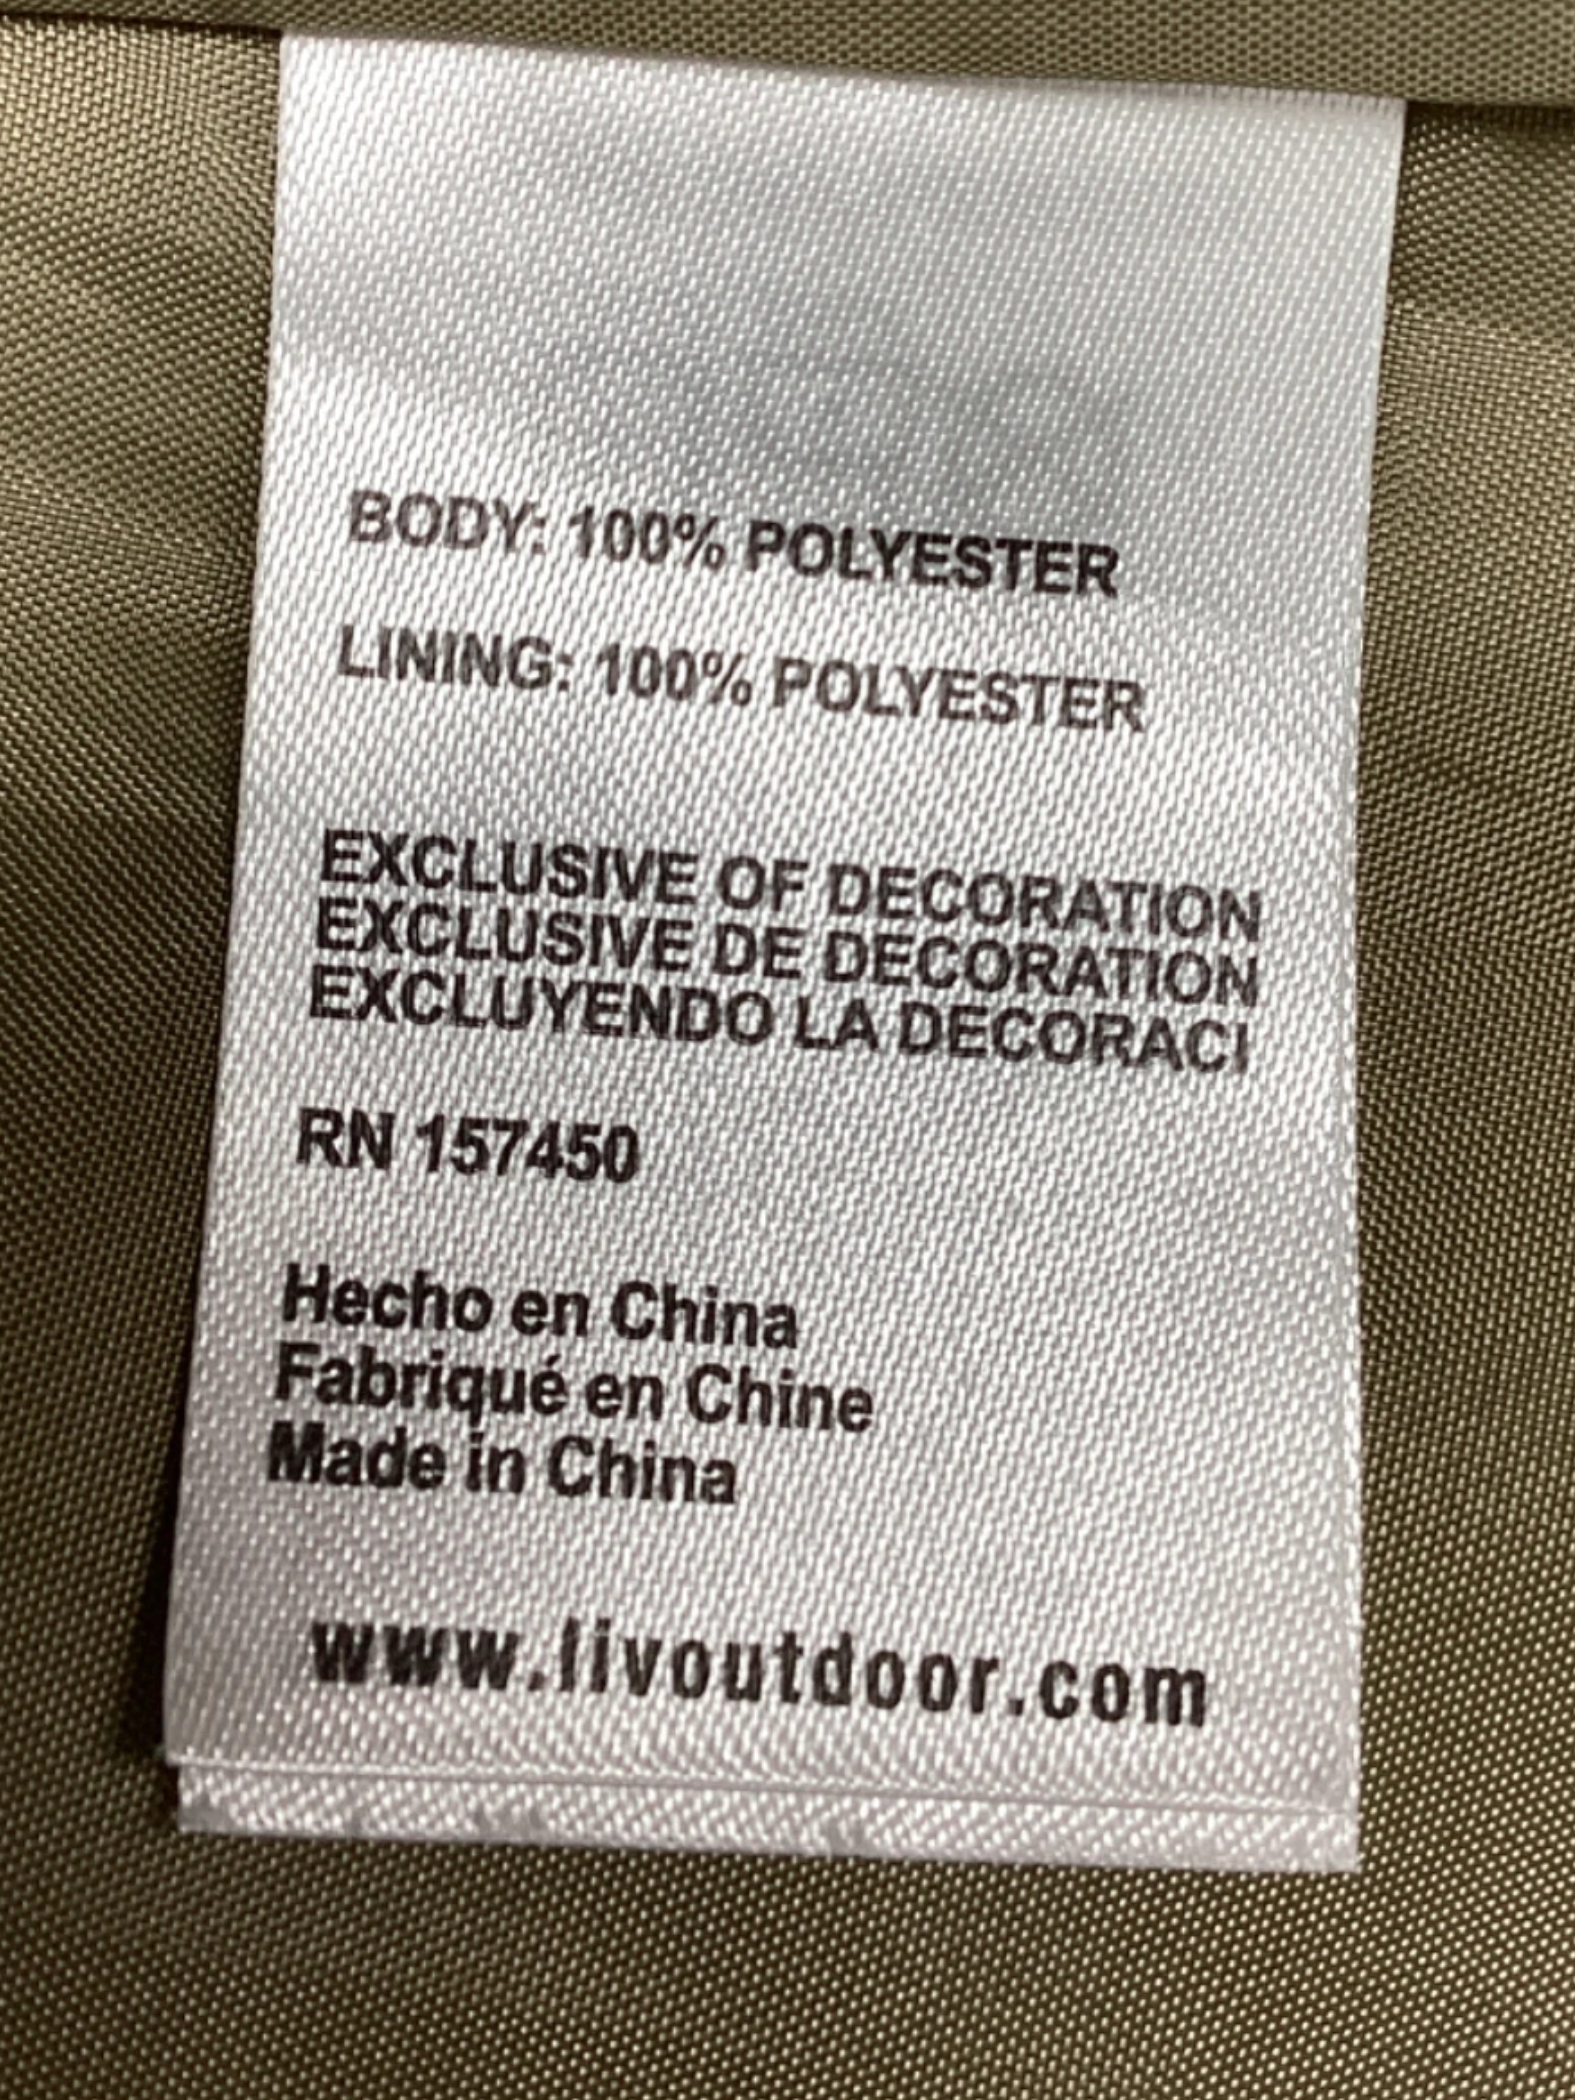 BODY: 100% POLYESTER
LINING: 100% POLYESTER
EXCLUSIVE OF DECORATION
EXCLUSIVE DE DECORATION
EXCLUYENDO LA DECORACI
RN 157450
Hecho en China
Fabriqué en Chine
Made in China
www.livoutdoor.com